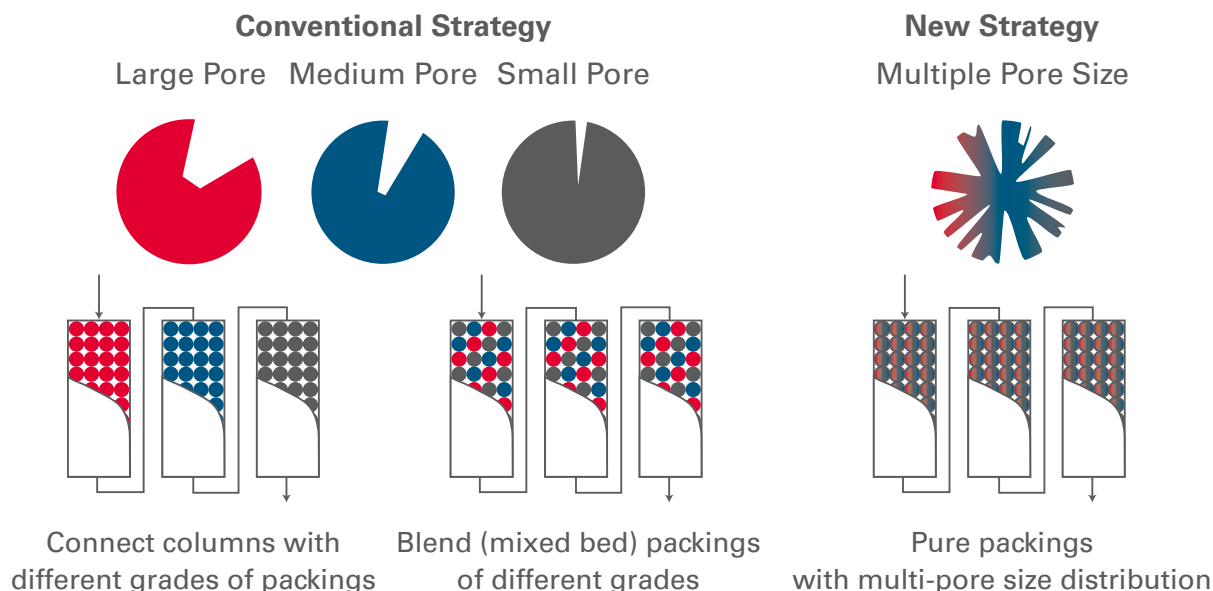 Conventional Strategy
Large Pore Medium Pore Small Pore
New Strategy
Multiple Pore Size
Connect columns with
different grades of packings
Blend (mixed bed) packings
of different grades
Pure packings
with multi-pore size distribution